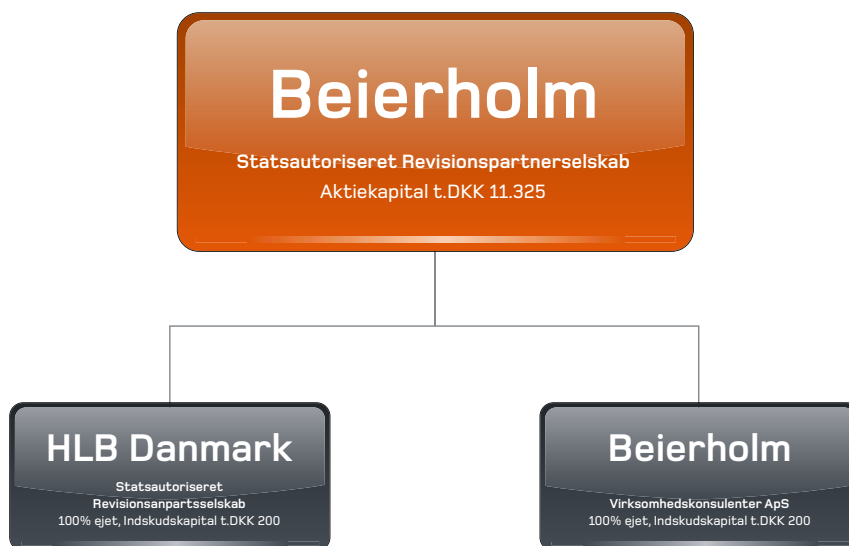 Beierholm
Statsautoriseret Revisionspartnerselskab
Aktiekapital t.DKK 11.325
HLB Danmark
Statsautoriseret
Revisionsanpartsselskab
100% ejet, Indskudskapital t.DKK 200
Beierholm
Virksomhedskonsulenter ApS
100% ejet, Indskudskapital t.DKK 200